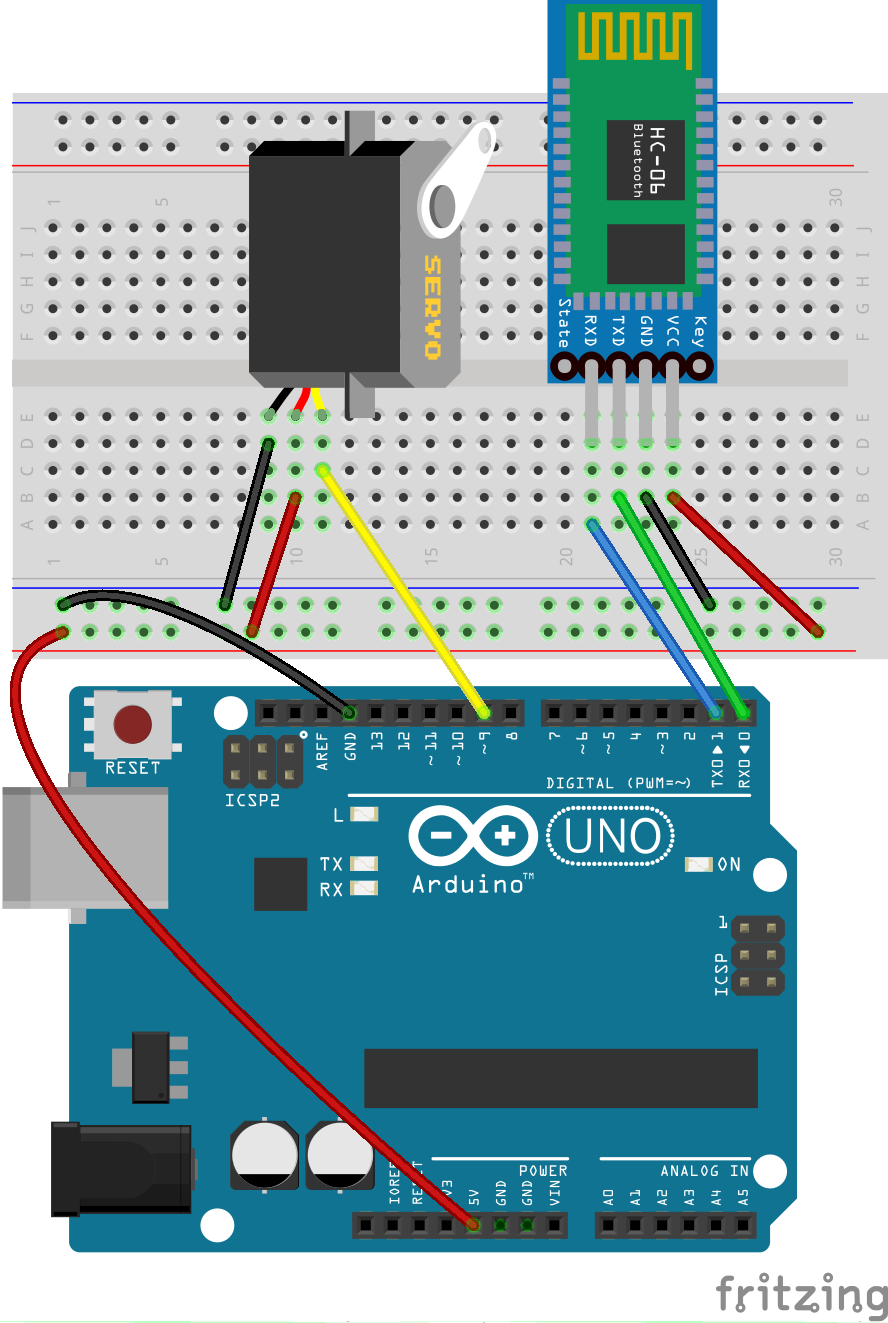 HC-06
Bluetooth
1
5
30
J
I
H
G
F
J
I
H
G
F
SERVO
State
RXD
TXD
GND
VCC
Key
E
D
C
B
A
E
D
C
B
A
1
5
10
15
20
25
30
RESET
ICSP2
AREF
GND
13
12
~11
~10
~9
8
7
~6
~5
4
~3
2
TX0▶1
RX0◀0
DIGITAL (PWM=~)
L
TX
RX
Arduino™
UNO
ON
1
ICSP
POWER
ANALOG IN
IOREF
5V
GND
GND
VIN
A0
A1
A2
A3
A4
A5
fritzing